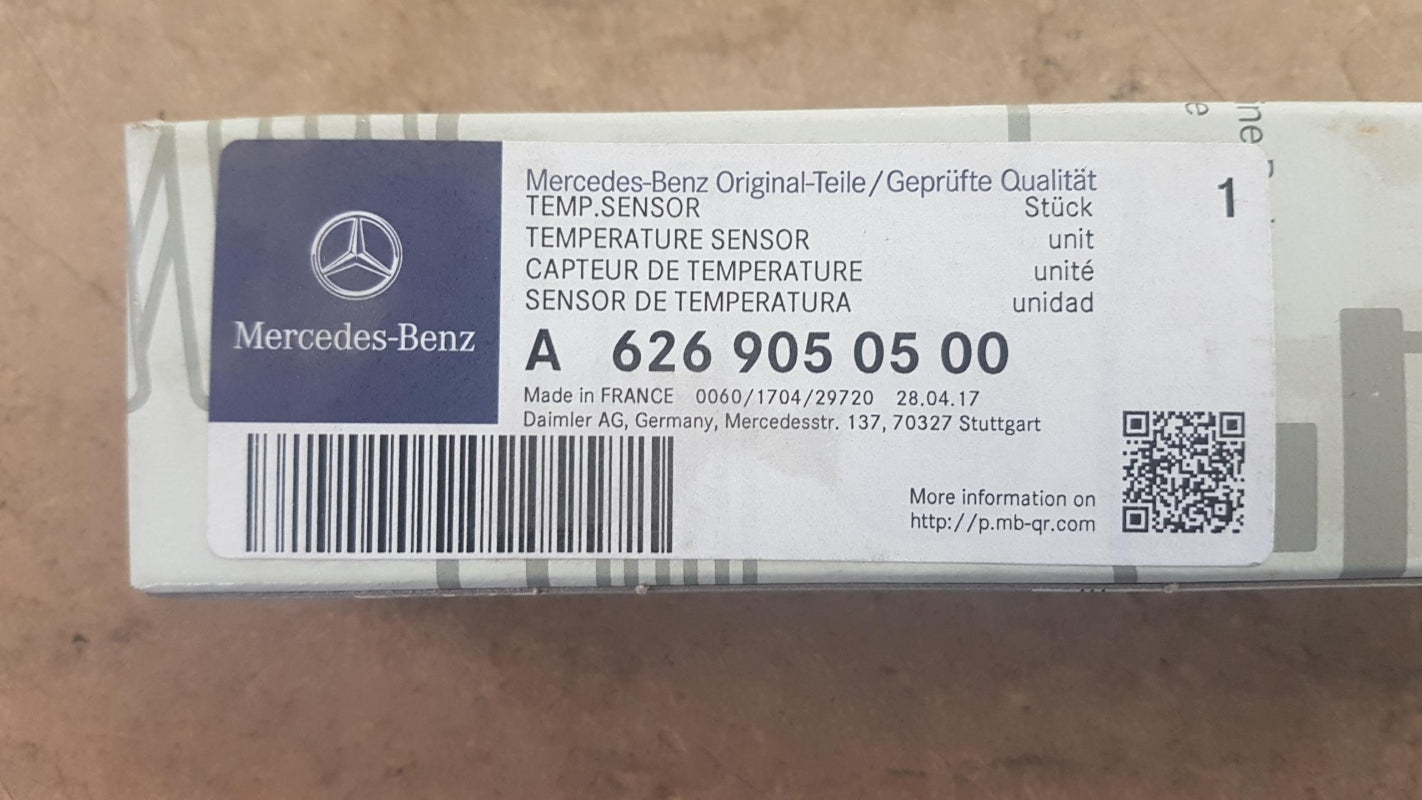 Mercedes-Benz
Mercedes-Benz Original-Teile/Geprüfte Qualität
TEMP.SENSOR Stück 1
TEMPERATURE SENSOR unit
CAPTEUR DE TEMPERATURE unité
SENSOR DE TEMPERATURA unidad
A 626 905 05 00
Made in FRANCE 0060/1704/29720 28.04.17
Daimler AG, Germany, Mercedesstr. 137, 70327 Stuttgart
More information on
http://p.mb-qr.com